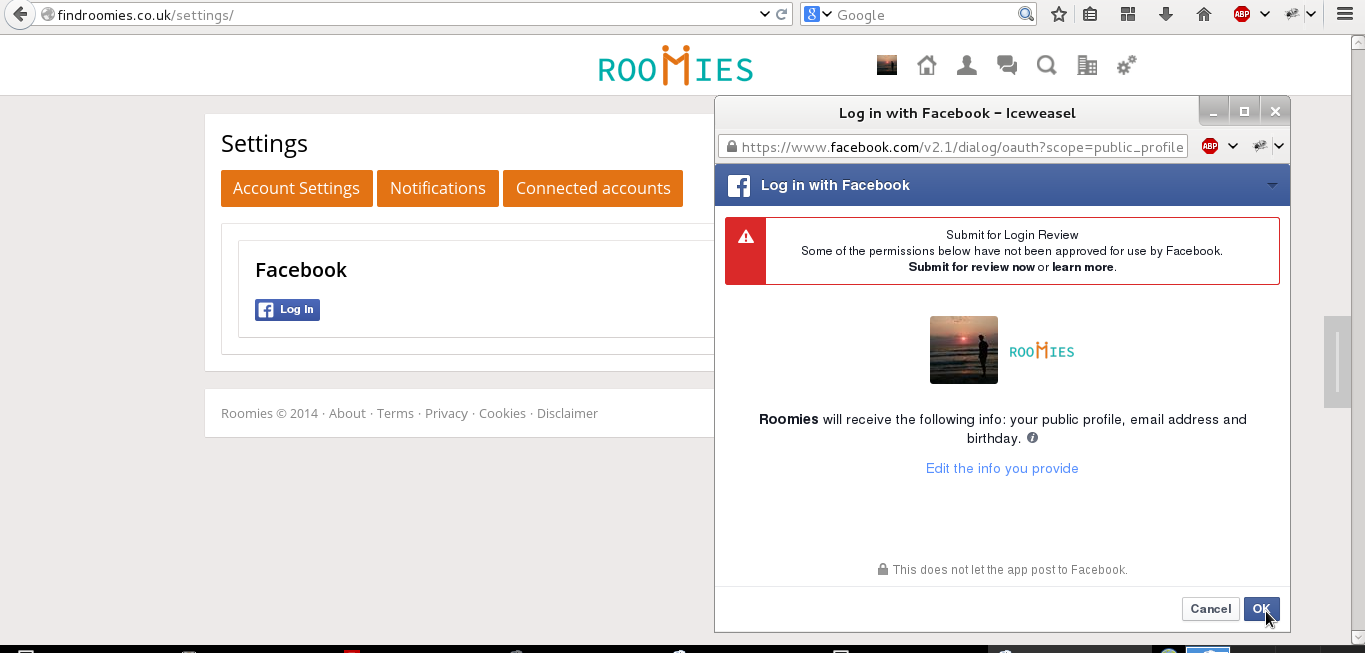 findroomies.co.uk/settings/
Google
ABP
ROOMIES
Settings
Account Settings
Notifications
Connected accounts
Facebook
Log In
Roomies © 2014 · About · Terms · Privacy · Cookies · Disclaimer
Log in with Facebook – Iceweasel
https://www.facebook.com/v2.1/dialog/oauth?scope=public_profile
ABP
Log in with Facebook
Submit for Login Review
Some of the permissions below have not been approved for use by Facebook.
Submit for review now or learn more.
ROOMIES
Roomies will receive the following info: your public profile, email address and
birthday.
Edit the info you provide
This does not let the app post to Facebook.
Cancel
OK